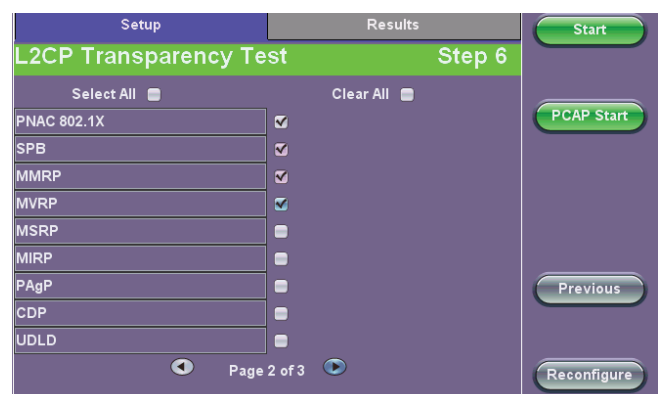 Setup
Results
L2CP Transparency Test
Step 6
Select All
Clear All
PNAC 802.1X
SPB
MMRP
MVRP
MSRP
MIRP
PAgP
CDP
UDLD
Page 2 of 3
Start
PCAP Start
Previous
Reconfigure